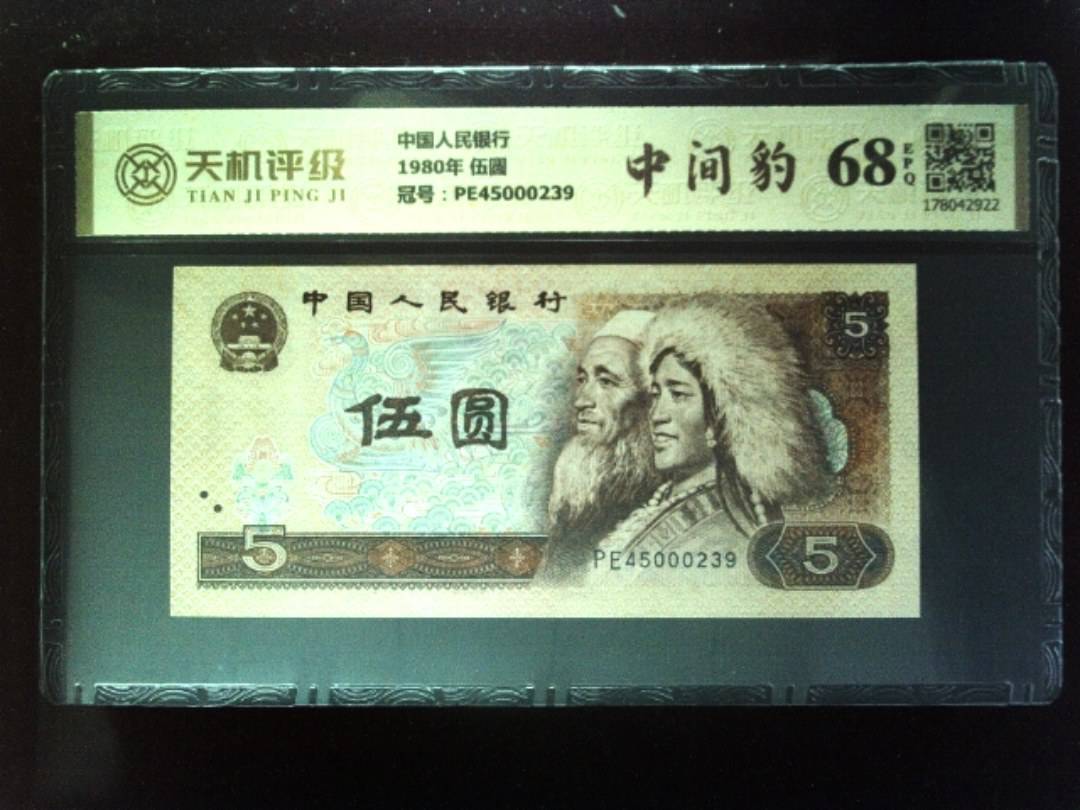 天机评级
TIAN JI PING JI
中国人民银行
1980年 伍圓
冠号：PE45000239
中间豹
68
EPQ
178042922
中国人民银行
5
伍圆
5
PE45000239
5